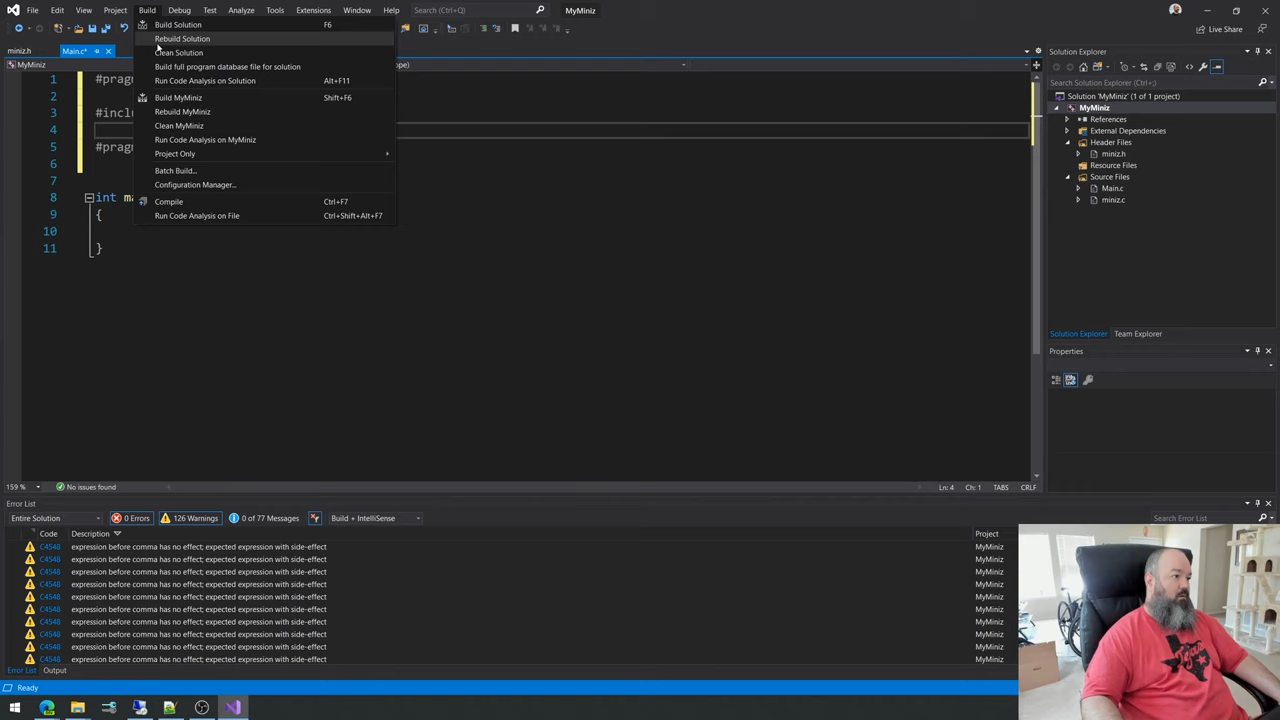 File Edit View Project Build Debug Test Analyze Tools Extensions Window Help Search (Ctrl+Q) MyMiniz
Live Share
miniz.h Main.c*
MyMiniz ope)
Build Solution F6
Rebuild Solution
Clean Solution
Build full program database file for solution
Run Code Analysis on Solution Alt+F11
Build MyMiniz Shift+F6
Rebuild MyMiniz
Clean MyMiniz
Run Code Analysis on MyMiniz
Project Only
Batch Build...
Configuration Manager...
Compile Ctrl+F7
Run Code Analysis on File Ctrl+Shift+Alt+F7
1 #prag
2
3 #inclu
4
5 #pragm
6
7
8 int ma
9 {
10
11 }
Solution Explorer
Search Solution Explorer (Ctrl+;)
Solution 'MyMiniz' (1 of 1 project)
MyMiniz
References
External Dependencies
Header Files
miniz.h
Resource Files
Source Files
Main.c
miniz.c
Solution Explorer Team Explorer
Properties
159 % No issues found Ln: 4 Ch: 1 TABS CRLF
Error List
Entire Solution 0 Errors 126 Warnings 0 of 77 Messages Build + IntelliSense Search Error List
Code Description Project
C4548 expression before comma has no effect; expected expression with side-effect MyMiniz
C4548 expression before comma has no effect; expected expression with side-effect MyMiniz
C4548 expression before comma has no effect; expected expression with side-effect MyMiniz
C4548 expression before comma has no effect; expected expression with side-effect MyMiniz
C4548 expression before comma has no effect; expected expression with side-effect MyMiniz
C4548 expression before comma has no effect; expected expression with side-effect MyMiniz
C4548 expression before comma has no effect; expected expression with side-effect MyMiniz
C4548 expression before comma has no effect; expected expression with side-effect MyMiniz
C4548 expression before comma has no effect; expected expression with side-effect MyMiniz
C4548 expression before comma has no effect; expected expression with side-effect MyMiniz
Error List Output
Ready